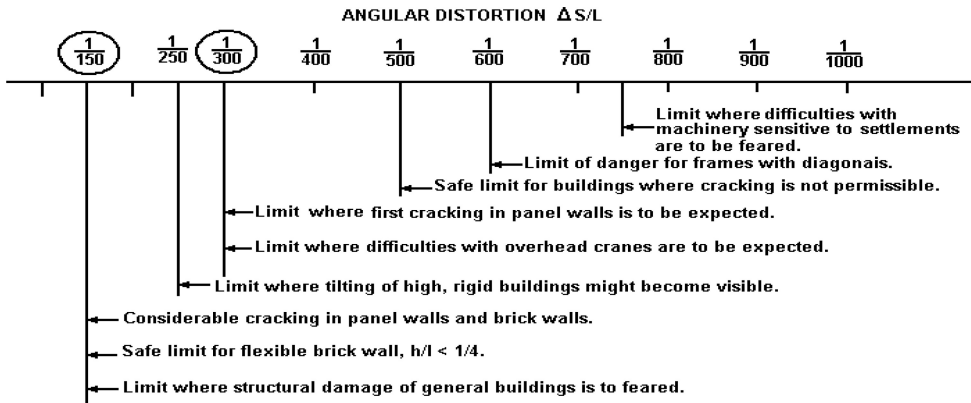 ANGULAR DISTORTION Δ S/L
1/150 1/250 1/300 1/400 1/500 1/600 1/700 1/800 1/900 1/1000
Limit where difficulties with
machinery sensitive to settlements
are to be feared.
Limit of danger for frames with diagonais.
Safe limit for buildings where cracking is not permissible.
Limit where first cracking in panel walls is to be expected.
Limit where difficulties with overhead cranes are to be expected.
Limit where tilting of high, rigid buildings might become visible.
Considerable cracking in panel walls and brick walls.
Safe limit for flexible brick wall, h/l < 1/4.
Limit where structural damage of general buildings is to feared.